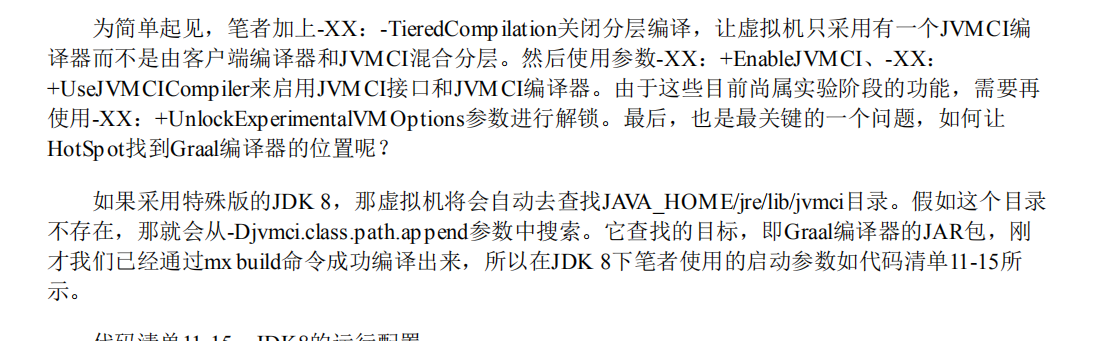 为简单起见，笔者加上-XX：-TieredCompilation关闭分层编译，让虚拟机只采用有一个JVMCI编
译器而不是由客户端编译器和JVMCI混合分层。然后使用参数-XX：+EnableJVMCI、-XX：
+UseJVMCICompiler来启用JVMCI接口和JVMCI编译器。由于这些目前尚属实验阶段的功能，需要再
使用-XX：+UnlockExperimentalVMOptions参数进行解锁。最后，也是最关键的一个问题，如何让
HotSpot找到Graal编译器的位置呢？
如果采用特殊版的JDK 8，那虚拟机将会自动去查找JAVA_HOME/jre/lib/jvmci目录。假如这个目录
不存在，那就会从-Djvmci.class.path.append参数中搜索。它查找的目标，即Graal编译器的JAR包，刚
才我们已经通过mx build命令成功编译出来，所以在JDK 8下笔者使用的启动参数如代码清单11-15所
示。
代码清单11-15 JDK8的运行配置